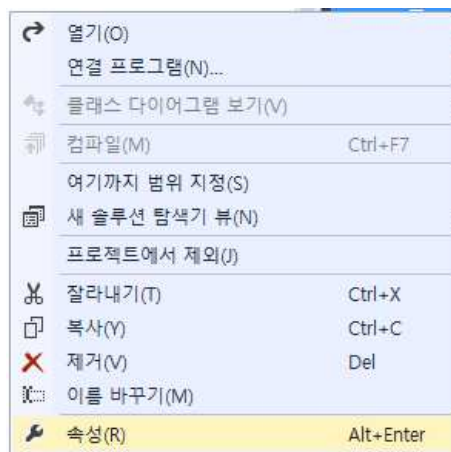 열기(O)
연결 프로그램(N)...
클래스 다이어그램 보기(V)
컴파일(M) Ctrl+F7
여기까지 범위 지정(S)
새 솔루션 탐색기 뷰(N)
프로젝트에서 제외(J)
잘라내기(T) Ctrl+X
복사(Y) Ctrl+C
제거(V) Del
이름 바꾸기(M)
속성(R) Alt+Enter